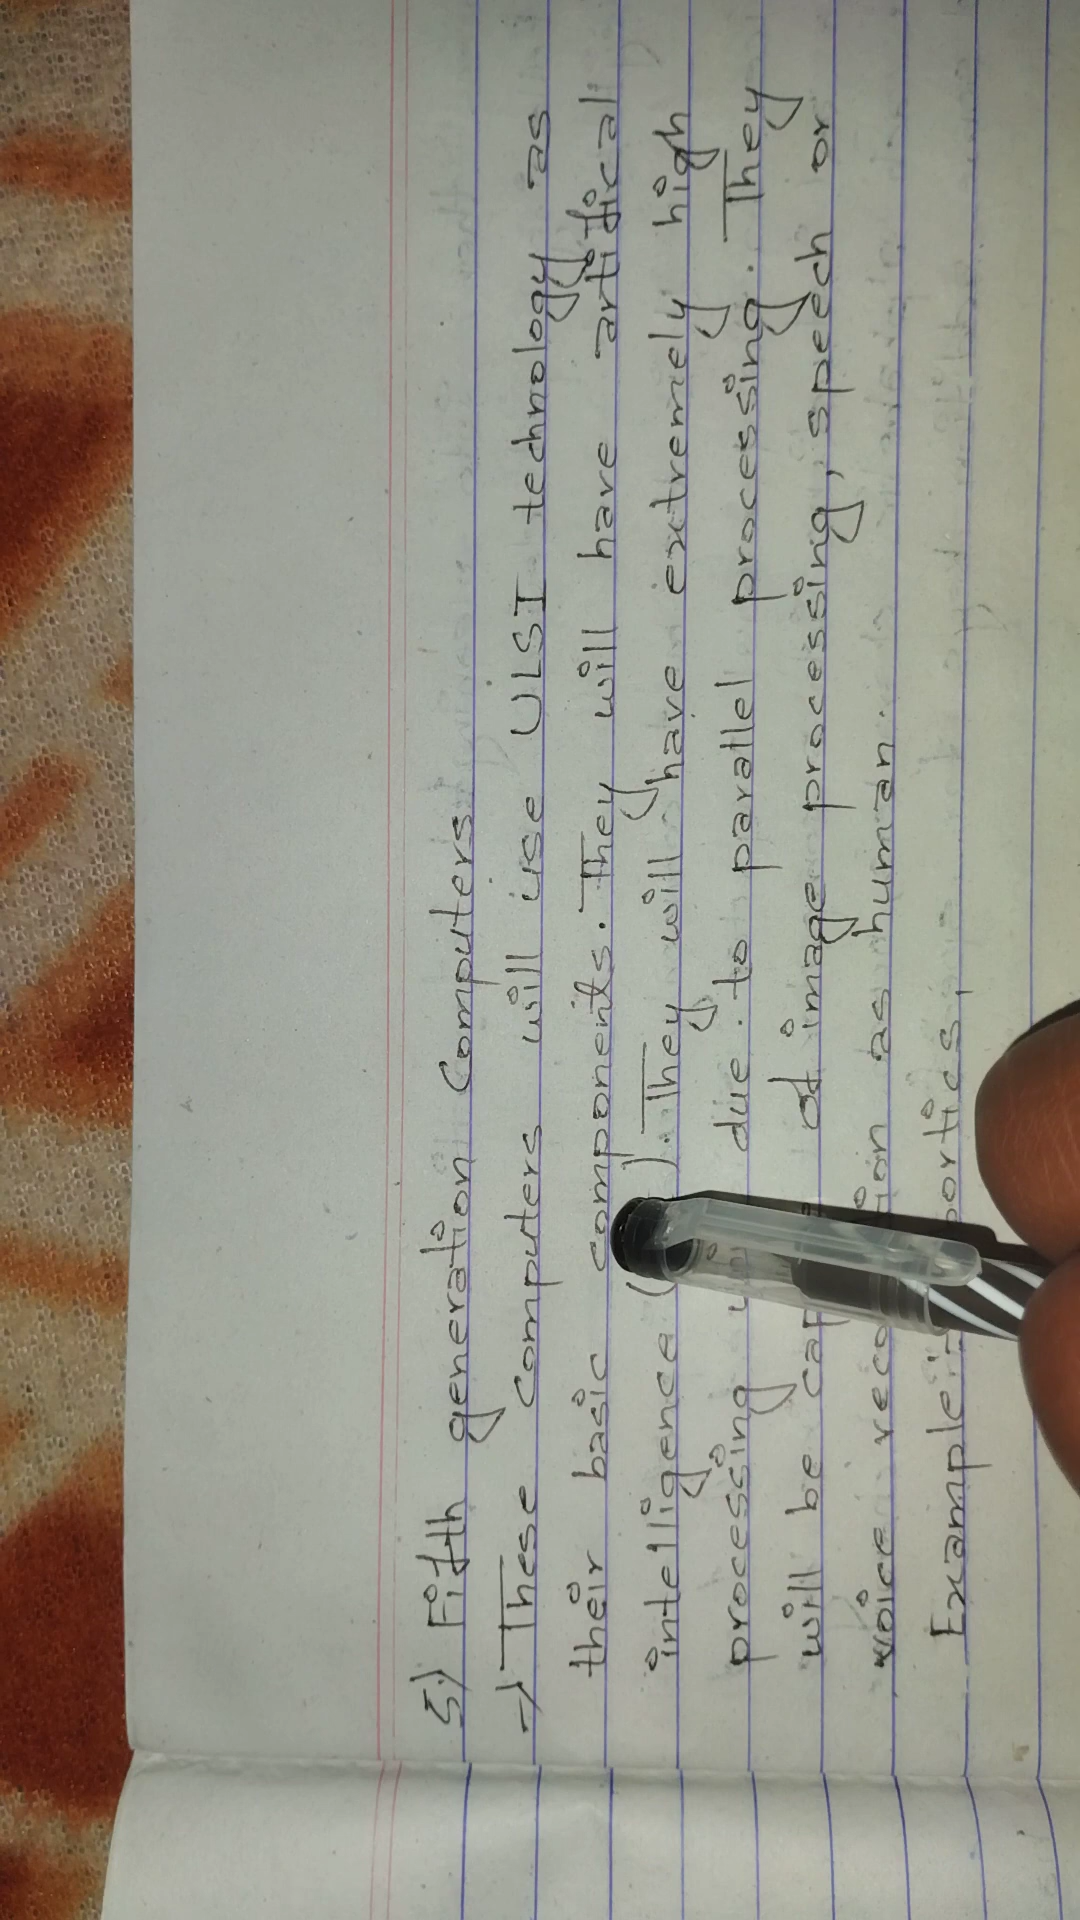 5.) Fifth generation Computers
→ These Computers will use ULSI technology as
their basic components. They will have artifical
intelligence ( ). They will have extremely high
processing due to parallel processing. They
will be of image processing, speech or
voice as human.
Example:-